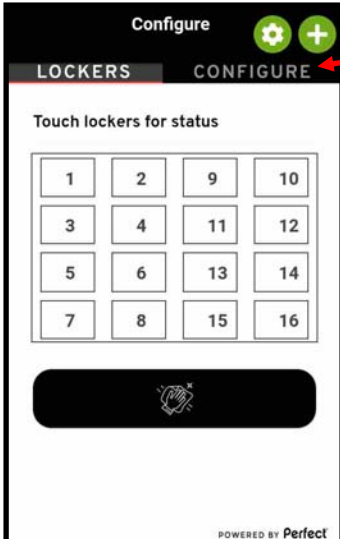 Configure
LOCKERS CONFIGURE
Touch lockers for status
1 2 9 10
3 4 11 12
5 6 13 14
7 8 15 16
POWERED BY Perfect